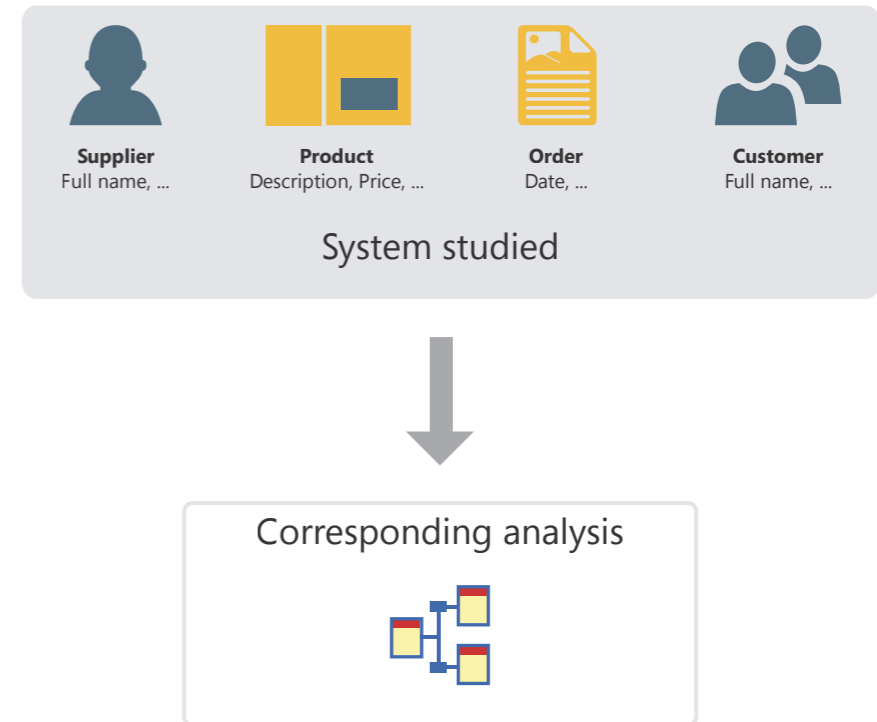 Supplier
Full name, ...
Product
Description, Price, ...
Order
Date, ...
Customer
Full name, ...
System studied
Corresponding analysis